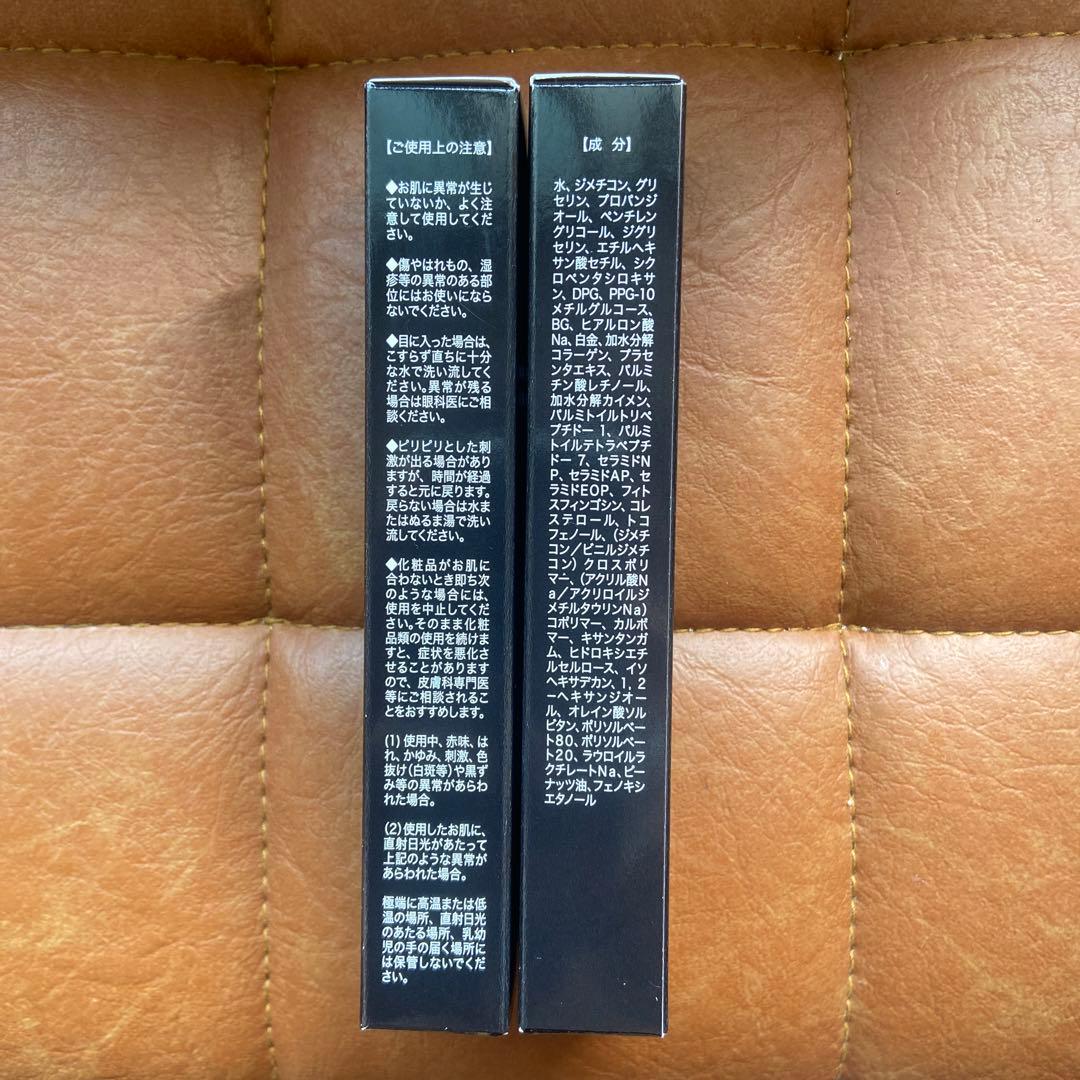 【ご使用上の注意】
◆お肌に異常が生じ
ていないか、よく注
意して使用してくだ
さい。
◆傷やはれもの、湿
疹等の異常のある部
位にはお使いになら
ないでください。
◆目に入った場合は、
こすらず直ちに十分
な水で洗い流してく
ださい。異常が残る
場合は眼科医にご相
談ください。
◆ピリピリとした刺
激が出る場合があり
ますが、時間が経過
すると元に戻ります。
戻らない場合は水ま
たはぬるま湯で洗い
流してください。
◆化粧品がお肌に
合わないとき即ち次
のような場合には、
使用を中止してくだ
さい。そのまま化粧
品類の使用を続けま
すと、症状を悪化さ
せることがあります
ので、皮膚科専門医
等にご相談されるこ
とをおすすめします。
(1) 使用中、赤味、は
れ、かゆみ、刺激、色
抜け(白斑等)や黒ず
み等の異常があらわ
れた場合。
(2) 使用したお肌に、
直射日光があたって
上記のような異常が
あらわれた場合。
極端に高温または低
温の場所、直射日光
のあたる場所、乳幼
児の手の届く場所に
は保管しないでくだ
さい。
【成 分】
水、ジメチコン、グリ
セリン、プロパンジ
オール、ペンチレン
グリコール、ジグリ
セリン、エチルヘキ
サン酸セチル、シク
ロペンタシロキサ
ン、DPG、PPG-10
メチルグルコース、
BG、ヒアルロン酸
Na、白金、加水分解
コラーゲン、プラセ
ンタエキス、パルミ
チン酸レチノール、
加水分解カイメン、
パルミトイルトリペ
プチドー 1、パルミ
トイルテトラペプチ
ドー 7、セラミドN
P、セラミドAP、セ
ラミドEOP、フィト
スフィンゴシン、コレ
ステロール、トコ
フェノール、(ジメチ
コン/ビニルジメチ
コン) クロスポリ
マー、(アクリル酸N
a/アクリロイルジ
メチルタウリンNa)
コポリマー、カルボ
マー、キサンタンガ
ム、ヒドロキシエチ
ルセルロース、イソ
ヘキサデカン、1, 2
ーヘキサンジオー
ル、オレイン酸ソル
ビタン、ポリソルベー
ト80、ポリソルベー
ト20、ラウロイルラ
クチレートNa、ピー
ナッツ油、フェノキシ
エタノール